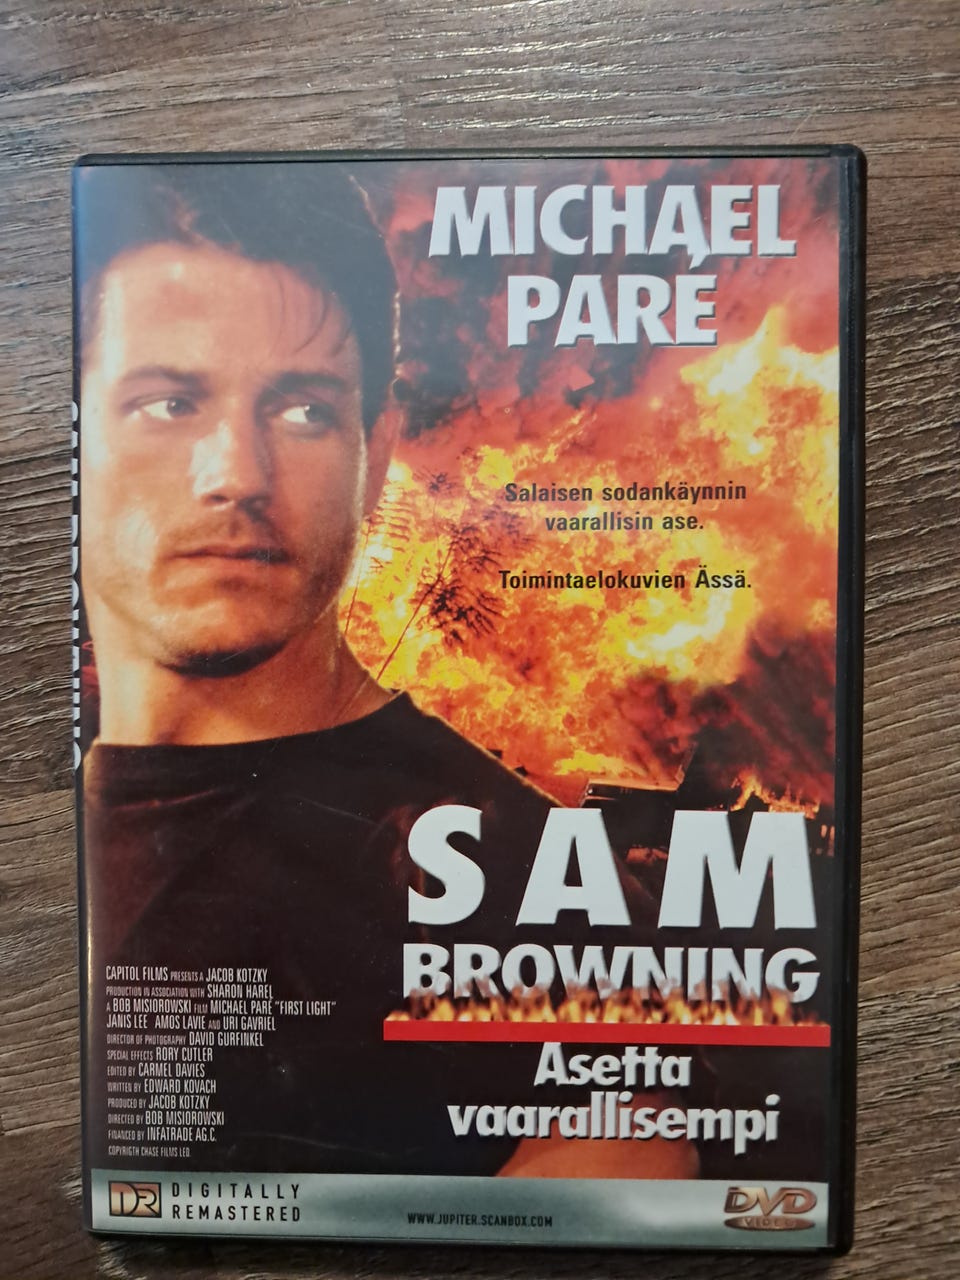 MICHAEL
PARÉ
Salaisen sodankäynnin
vaarallisin ase.
Toimintaelokuvien Ässä.
SAM
BROWNING
Asetta
vaarallisempi
CAPITOL FILMS PRESENTS A JACOB KOTZKY
PRODUCTION IN ASSOCIATION WITH SHARON HAREL
A BOB MISIOROWSKI FILM MICHAEL PARÉ "FIRST LIGHT"
JANIS LEE AMOS LAVIE AND URI GAVRIEL
DIRECTOR OF PHOTOGRAPHY DAVID GURFINKEL
SPECIAL EFFECTS RORY CUTLER
EDITED BY CARMEL DAVIES
WRITTEN BY EDWARD KOVACH
PRODUCED BY JACOB KOTZKY
DIRECTED BY BOB MISIOROWSKI
FINANCED BY INFATRADE AG.C.
COPYRIGTH CHASE FILMS LED.
DR DIGITALLY
REMASTERED
WWW.JUPITER.SCANBOX.COM
DVD
VIDEO